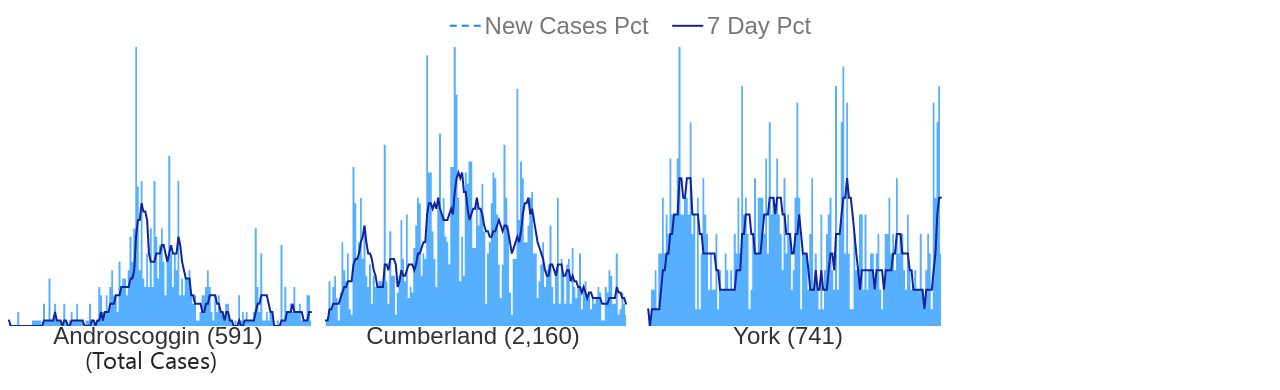 New Cases Pct 7 Day Pct
Androscoggin (591) Cumberland (2,160) York (741)
(Total Cases)